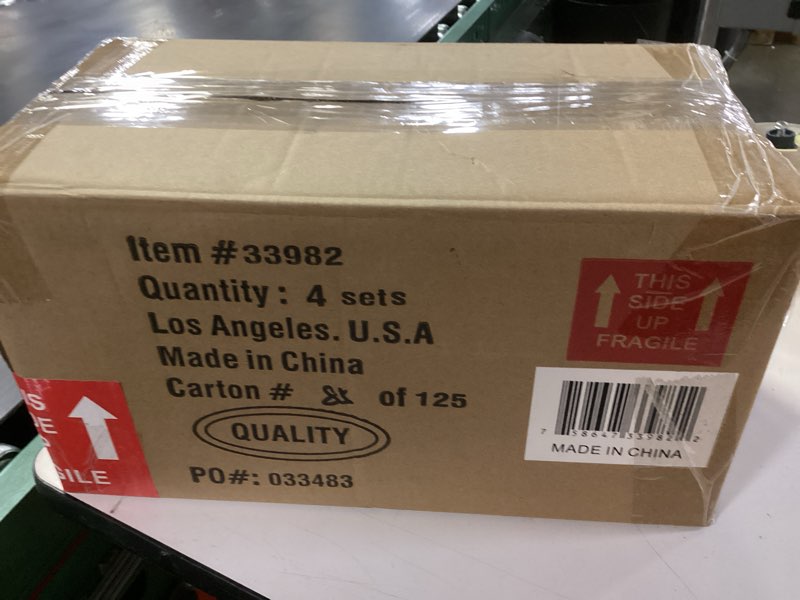 Item #33982
Quantity: 4 sets
Los Angeles. U.S.A
Made in China
Carton # of 125
QUALITY
PO#: 033483
THIS
SIDE
UP
FRAGILE
MADE IN CHINA
S
E
GILE